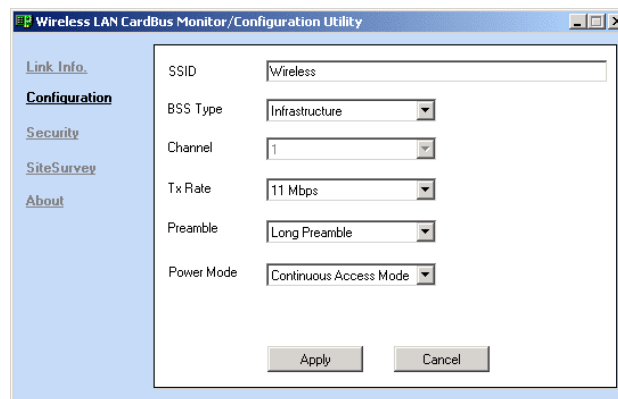 Wireless LAN CardBus Monitor/Configuration Utility
Link Info.
Configuration
Security
SiteSurvey
About
SSID Wireless
BSS Type Infrastructure
Channel 1
Tx Rate 11 Mbps
Preamble Long Preamble
Power Mode Continuous Access Mode
Apply Cancel